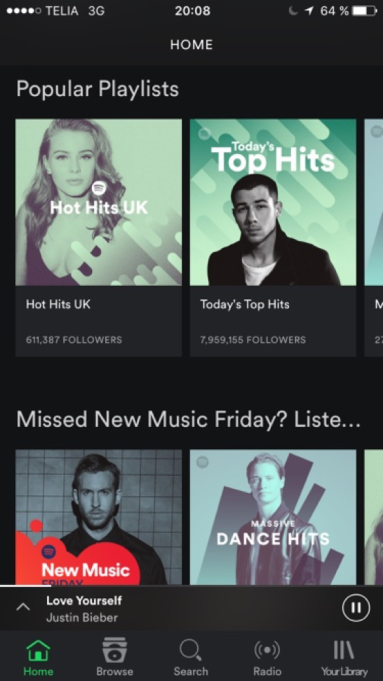 TELIA 3G 20:08 64 %
HOME
Popular Playlists
Hot Hits UK
Today's
Top Hits
Hot Hits UK
Today's Top Hits
611,387 FOLLOWERS
7,959,155 FOLLOWERS
Missed New Music Friday? Liste...
New Music
FRIDAY
MASSIVE
DANCE HITS
Love Yourself
Justin Bieber
Home Browse Search Radio Your Library